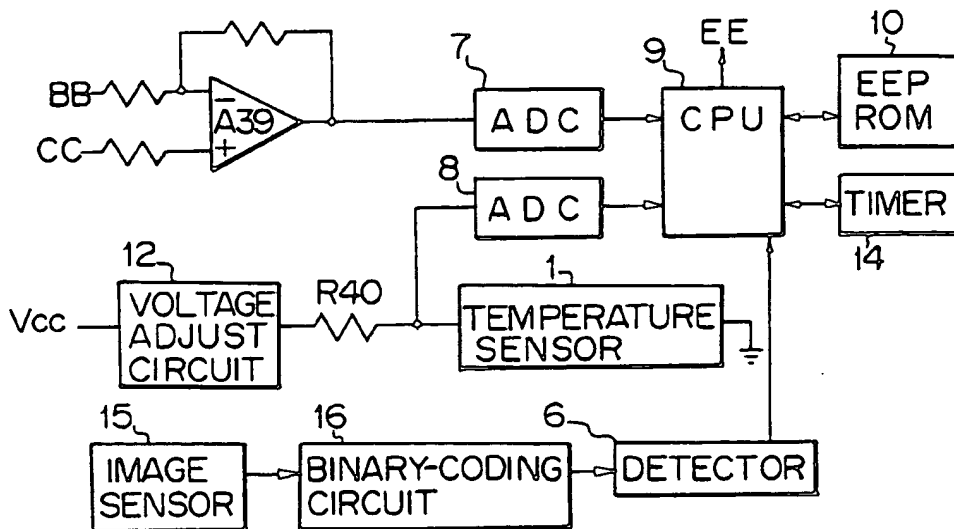 BB
CC
−
A39
+
7
ADC
8
ADC
9
CPU
EE
10
EEP
ROM
TIMER
14
Vcc
12
VOLTAGE
ADJUST
CIRCUIT
R40
1
TEMPERATURE
SENSOR
15
IMAGE
SENSOR
16
BINARY-CODING
CIRCUIT
6
DETECTOR